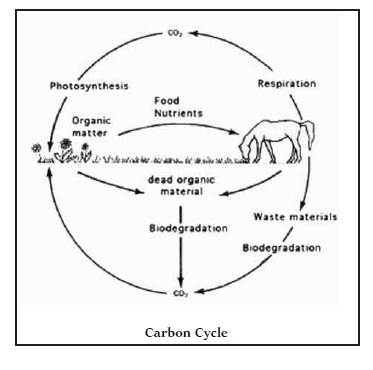 CO₂
Photosynthesis
Respiration
Food
Nutrients
Organic
matter
dead organic
material
Waste materials
Biodegradation
Biodegradation
CO₂
Carbon Cycle